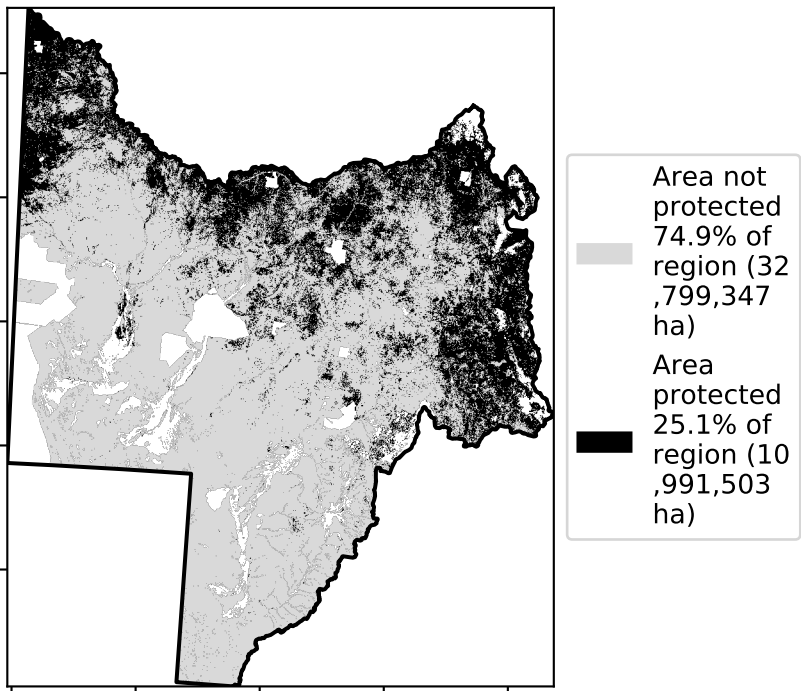 Area not
protected
74.9% of
region (32
,799,347
ha)
Area
protected
25.1% of
region (10
,991,503
ha)